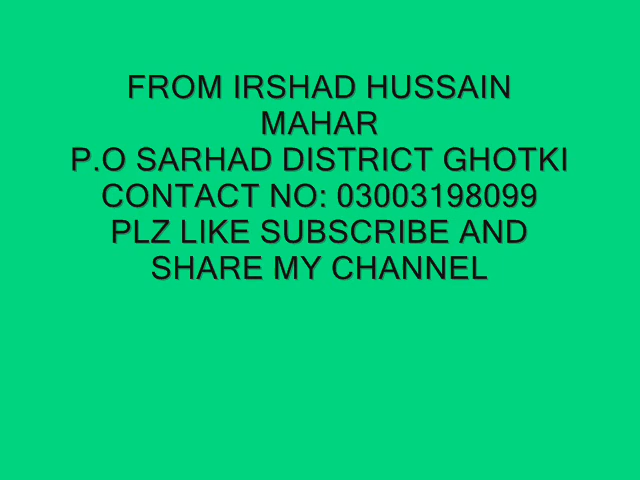 FROM IRSHAD HUSSAIN
MAHAR
P.O SARHAD DISTRICT GHOTKI
CONTACT NO: 03003198099
PLZ LIKE SUBSCRIBE AND
SHARE MY CHANNEL